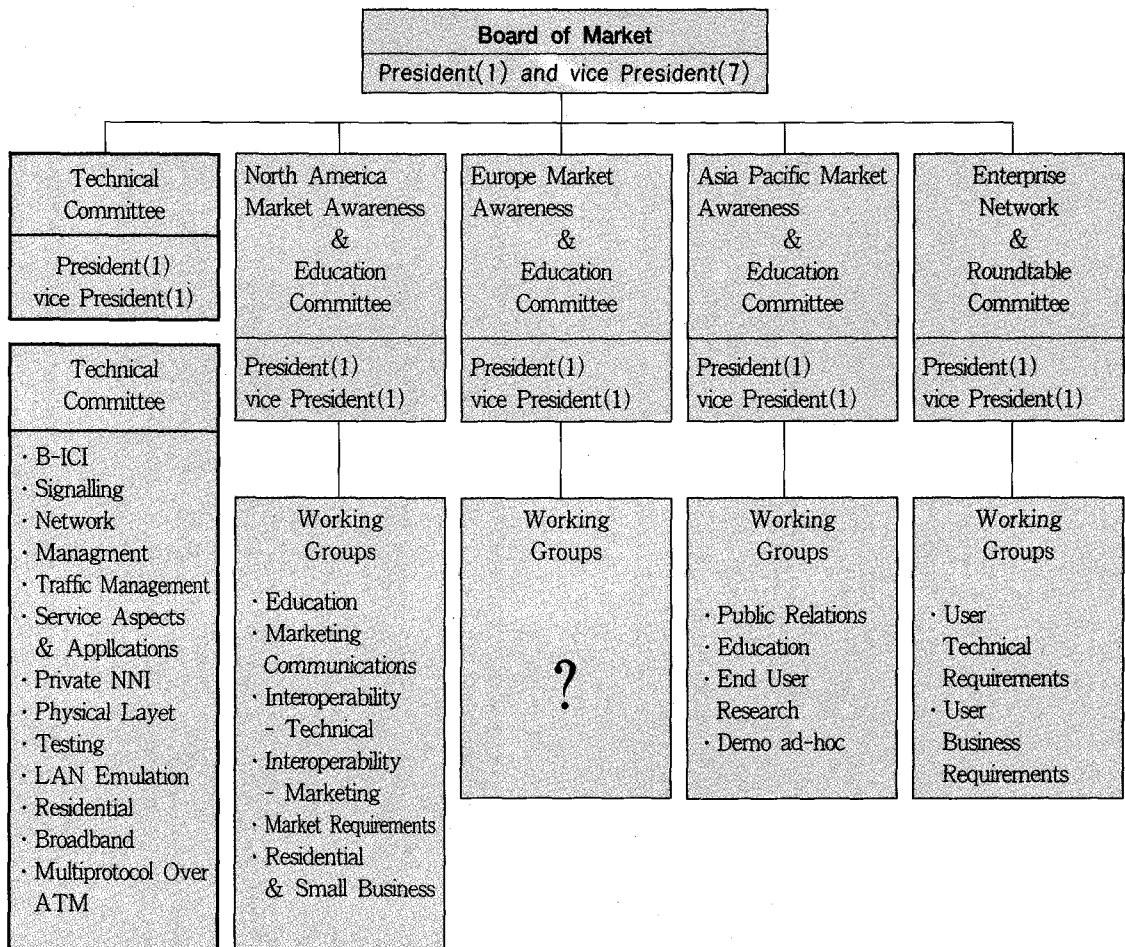 Board of Market
President(1) and vice President(7)
Technical
Committee
President(1)
vice President(1)
Technical
Committee
· B-ICI
· Signalling
· Network
· Managment
· Traffic Management
· Service Aspects
& Applications
· Private NNI
· Physical Layet
· Testing
· LAN Emulation
· Residential
· Broadband
· Multiprotocol Over
ATM
North America
Market Awareness
&
Education
Committee
President(1)
vice President(1)
Working
Groups
· Education
· Marketing
Communications
· Interoperability
- Technical
· Interoperability
- Marketing
· Market Requirements
· Residential
& Small Business
Europe Market
Awareness
&
Education
Committee
President(1)
vice President(1)
Working
Groups
?
Asia Pacific Market
Awareness
&
Education
Committee
President(1)
vice President(1)
Working
Groups
· Public Relations
· Education
· End User
Research
· Demo ad-hoc
Enterprise
Network
&
Roundtable
Committee
President(1)
vice President(1)
Working
Groups
· User
Technical
Requirements
· User
Business
Requirements